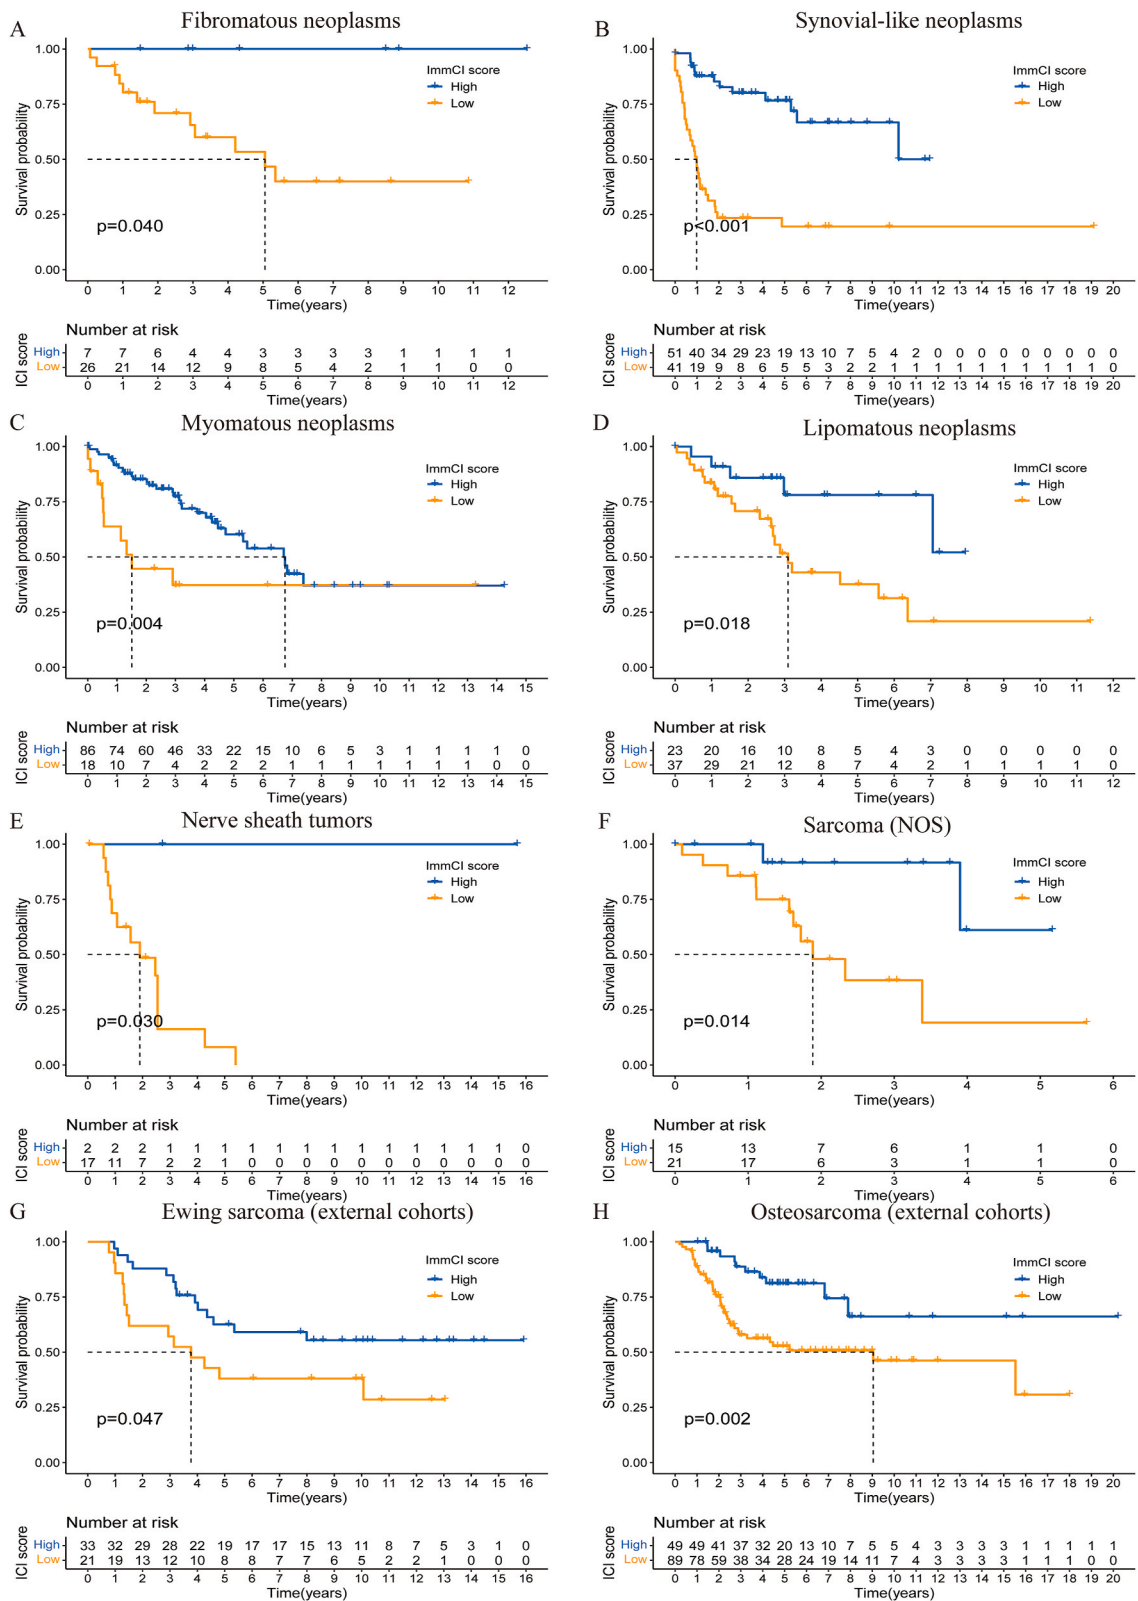 A
Fibromatous neoplasms
ImmCI score
High
Low
Survival probability
1.00
0.75
0.50
0.25
0.00
p=0.040
0 1 2 3 4 5 6 7 8 9 10 11 12
Time(years)
Number at risk
ICI score
High 7 7 6 4 4 3 3 3 3 1 1 1 1
Low 26 21 14 12 9 8 5 4 2 1 1 0 0
0 1 2 3 4 5 6 7 8 9 10 11 12
Time(years)
B
Synovial-like neoplasms
ImmCI score
High
Low
Survival probability
1.00
0.75
0.50
0.25
0.00
p<0.001
0 1 2 3 4 5 6 7 8 9 10 11 12 13 14 15 16 17 18 19 20
Time(years)
Number at risk
ICI score
High 51 40 34 29 23 19 13 10 7 5 4 2 0 0 0 0 0 0 0 0 0
Low 41 19 9 8 6 5 5 3 2 2 1 1 1 1 1 1 1 1 1 1 0
0 1 2 3 4 5 6 7 8 9 10 11 12 13 14 15 16 17 18 19 20
Time(years)
C
Myomatous neoplasms
ImmCI score
High
Low
Survival probability
1.00
0.75
0.50
0.25
0.00
p=0.004
0 1 2 3 4 5 6 7 8 9 10 11 12 13 14 15
Time(years)
Number at risk
ICI score
High 86 74 60 46 33 22 15 10 6 5 3 1 1 1 1 0
Low 18 10 7 4 2 2 2 1 1 1 1 1 1 1 0 0
0 1 2 3 4 5 6 7 8 9 10 11 12 13 14 15
Time(years)
D
Lipomatous neoplasms
ImmCI score
High
Low
Survival probability
1.00
0.75
0.50
0.25
0.00
p=0.018
0 1 2 3 4 5 6 7 8 9 10 11 12
Time(years)
Number at risk
ICI score
High 23 20 16 10 8 5 4 3 0 0 0 0 0
Low 37 29 21 12 8 7 4 2 1 1 1 1 0
0 1 2 3 4 5 6 7 8 9 10 11 12
Time(years)
E
Nerve sheath tumors
ImmCI score
High
Low
Survival probability
1.00
0.75
0.50
0.25
0.00
p=0.030
0 1 2 3 4 5 6 7 8 9 10 11 12 13 14 15 16
Time(years)
Number at risk
ICI score
High 2 2 2 1 1 1 1 1 1 1 1 1 1 1 1 1 0
Low 17 11 7 2 2 1 0 0 0 0 0 0 0 0 0 0 0
0 1 2 3 4 5 6 7 8 9 10 11 12 13 14 15 16
Time(years)
F
Sarcoma (NOS)
ImmCI score
High
Low
Survival probability
1.00
0.75
0.50
0.25
0.00
p=0.014
0 1 2 3 4 5 6
Time(years)
Number at risk
ICI score
High 15 13 7 6 1 1 0
Low 21 17 6 3 1 1 0
0 1 2 3 4 5 6
Time(years)
G
Ewing sarcoma (external cohorts)
ImmCI score
High
Low
Survival probability
1.00
0.75
0.50
0.25
0.00
p=0.047
0 1 2 3 4 5 6 7 8 9 10 11 12 13 14 15 16
Time(years)
Number at risk
ICI score
High 33 32 29 28 22 19 17 17 15 13 11 8 7 5 3 1 0
Low 21 19 13 12 10 8 8 7 7 6 5 2 2 1 0 0 0
0 1 2 3 4 5 6 7 8 9 10 11 12 13 14 15 16
Time(years)
H
Osteosarcoma (external cohorts)
ImmCI score
High
Low
Survival probability
1.00
0.75
0.50
0.25
0.00
p=0.002
0 1 2 3 4 5 6 7 8 9 10 11 12 13 14 15 16 17 18 19 20
Time(years)
Number at risk
ICI score
High 49 49 41 37 32 20 13 10 7 5 5 4 3 3 3 3 1 1 1 1 1
Low 89 78 59 38 34 28 24 19 14 11 7 4 3 3 3 3 1 1 1 0 0
0 1 2 3 4 5 6 7 8 9 10 11 12 13 14 15 16 17 18 19 20
Time(years)